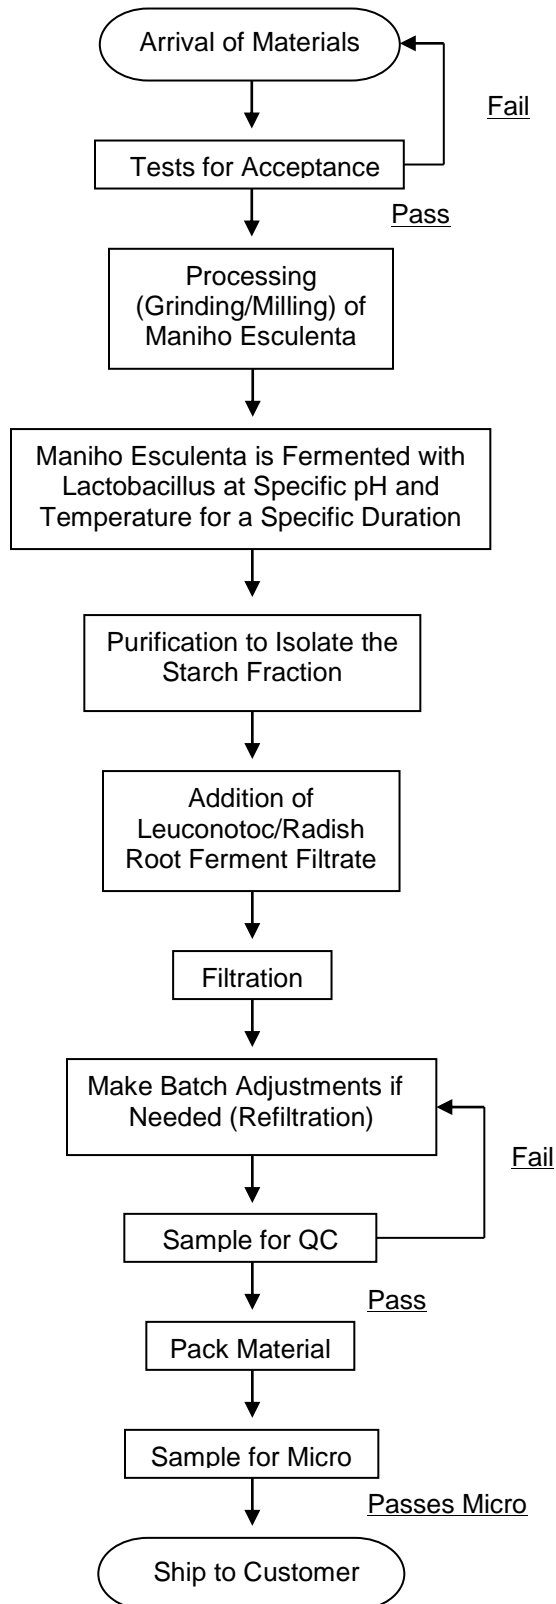 Arrival of Materials
Fail
Tests for Acceptance
Pass
Processing
(Grinding/Milling) of
Maniho Esculenta
Maniho Esculenta is Fermented with
Lactobacillus at Specific pH and
Temperature for a Specific Duration
Purification to Isolate the
Starch Fraction
Addition of
Leuconotoc/Radish
Root Ferment Filtrate
Filtration
Make Batch Adjustments if
Needed (Refiltration)
Fail
Sample for QC
Pass
Pack Material
Sample for Micro
Passes Micro
Ship to Customer